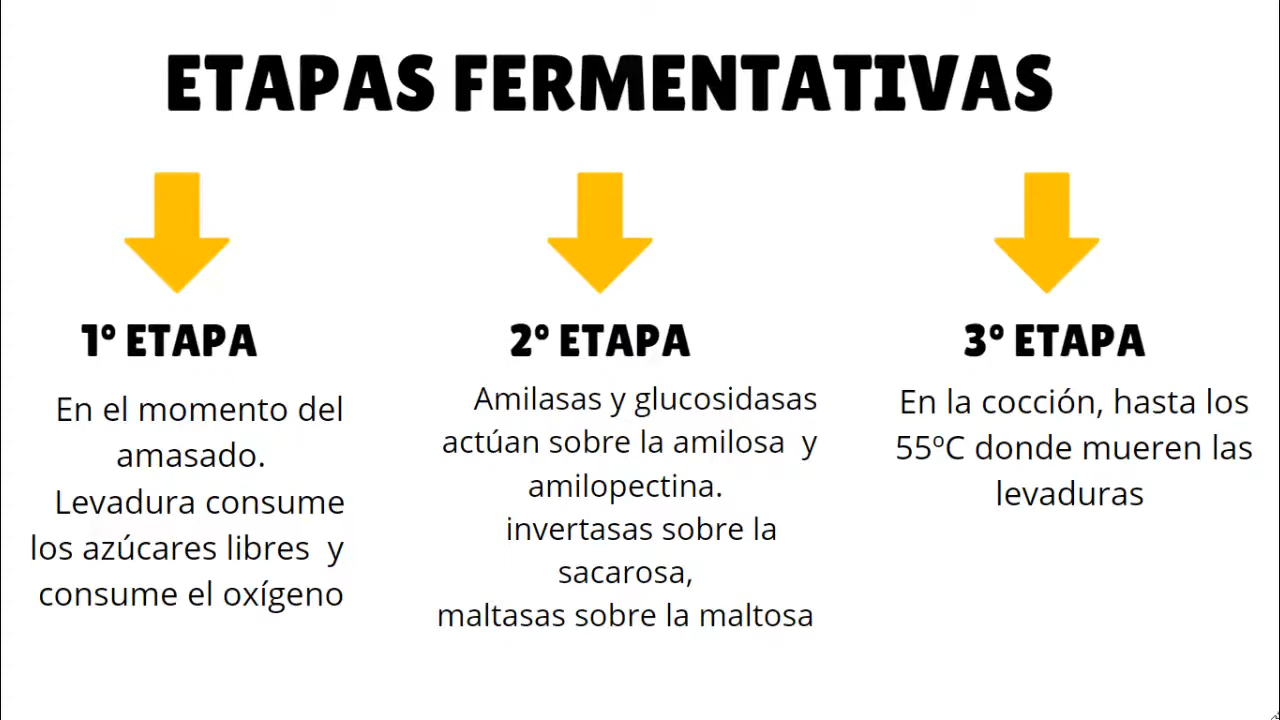 ETAPAS FERMENTATIVAS
1º ETAPA
En el momento del
amasado.
Levadura consume
los azúcares libres y
consume el oxígeno
2º ETAPA
Amilasas y glucosidasas
actúan sobre la amilosa y
amilopectina.
invertasas sobre la
sacarosa,
maltasas sobre la maltosa
3º ETAPA
En la cocción, hasta los
55ºC donde mueren las
levaduras